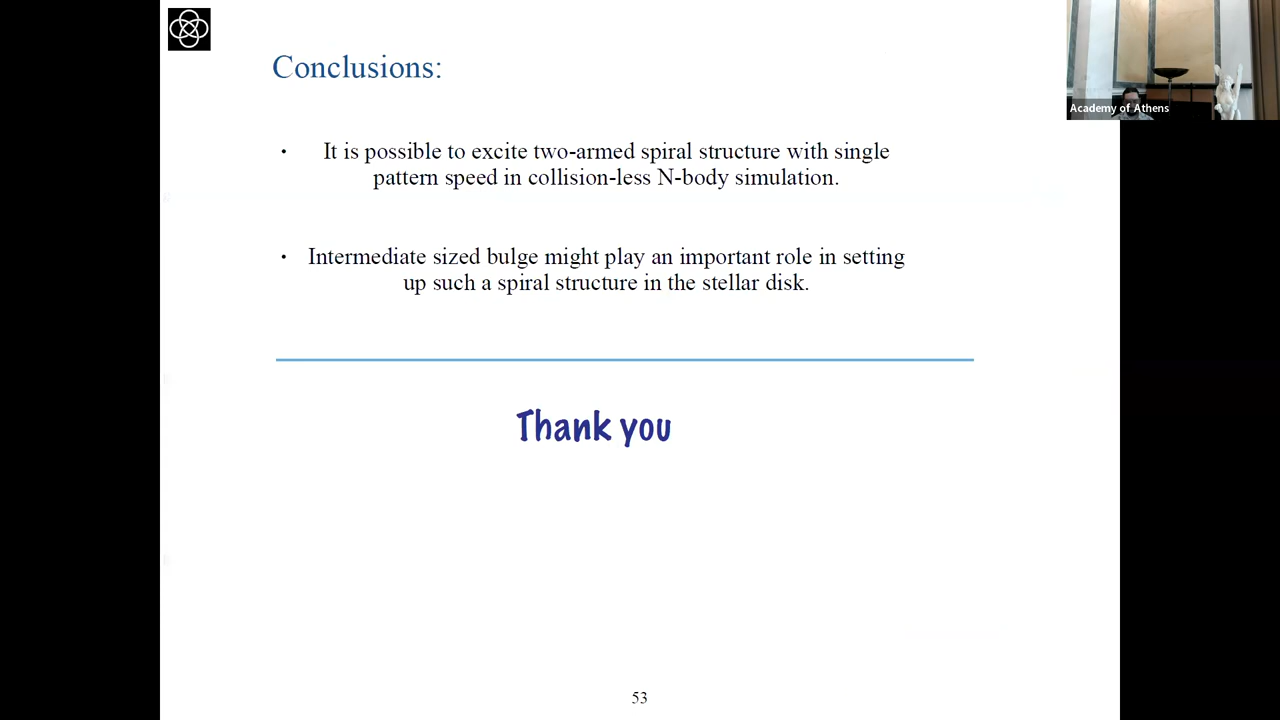 Conclusions:
Academy of Athens
· It is possible to excite two-armed spiral structure with single
pattern speed in collision-less N-body simulation.
· Intermediate sized bulge might play an important role in setting
up such a spiral structure in the stellar disk.
Thank you
53